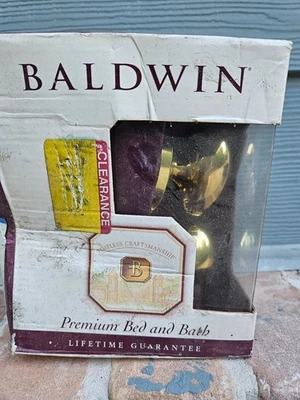 BALDWIN
CLEARANCE
TIMELESS CRAFTSMANSHIP
B
Premium Bed and Bath
LIFETIME GUARANTEE